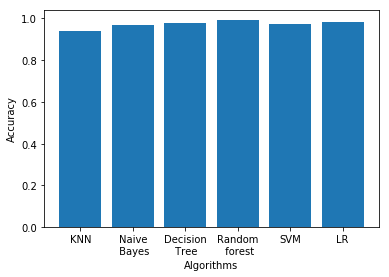 1.0
0.8
0.6
0.4
0.2
0.0
Accuracy
KNN
Naive
Bayes
Decision
Tree
Random
forest
SVM
LR
Algorithms